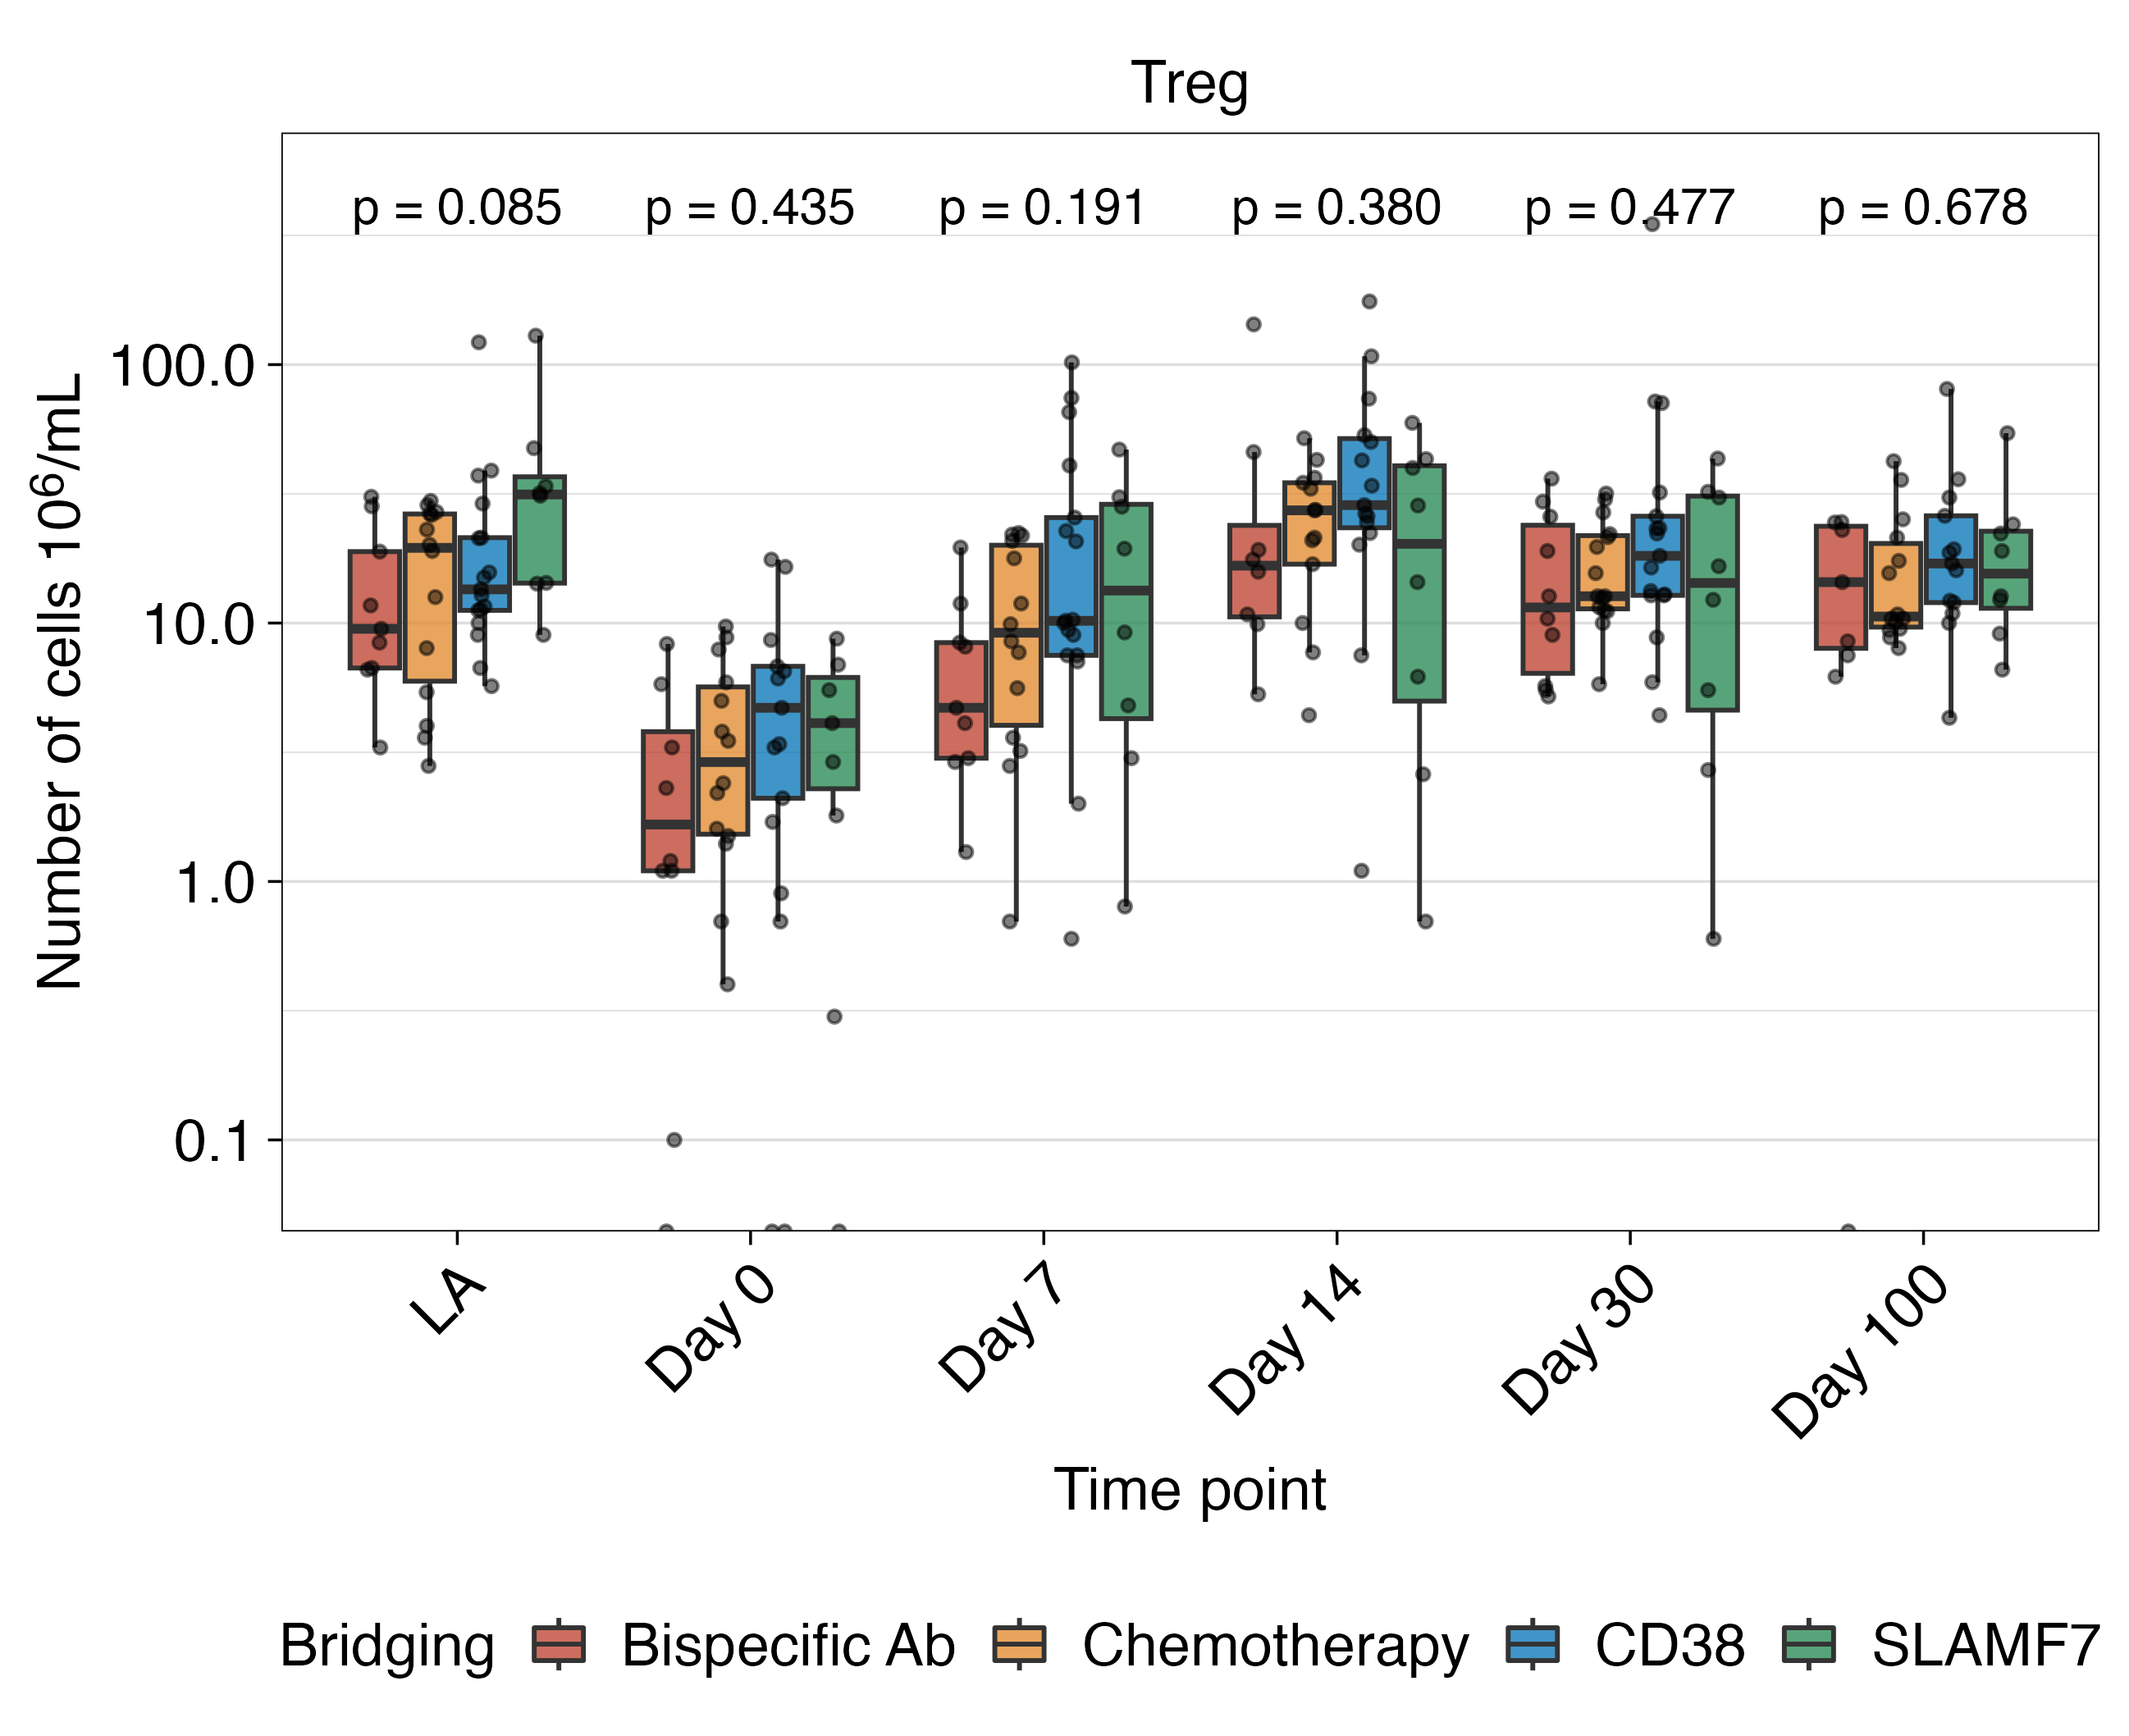 Treg
p = 0.085 p = 0.435 p = 0.191 p = 0.380 p = 0.477 p = 0.678
Number of cells 10⁶/mL
100.0
10.0
1.0
0.1
LA Day 0 Day 7 Day 14 Day 30 Day 100
Time point
Bridging Bispecific Ab Chemotherapy CD38 SLAMF7